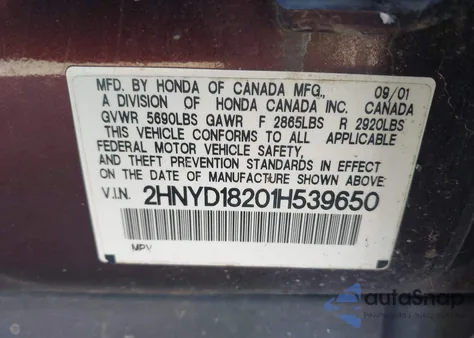 MFD. BY HONDA OF CANADA MFG., 09/01
A DIVISION OF HONDA CANADA INC. CANADA
GVWR 5690LBS GAWR F 2865LBS R 2920LBS
THIS VEHICLE CONFORMS TO ALL APPLICABLE
FEDERAL MOTOR VEHICLE SAFETY,
AND THEFT PREVENTION STANDARDS IN EFFECT
ON THE DATE OF MANUFACTURE SHOWN ABOVE
V.I.N. 2HNYD18201H539650
MPV
autoSnap